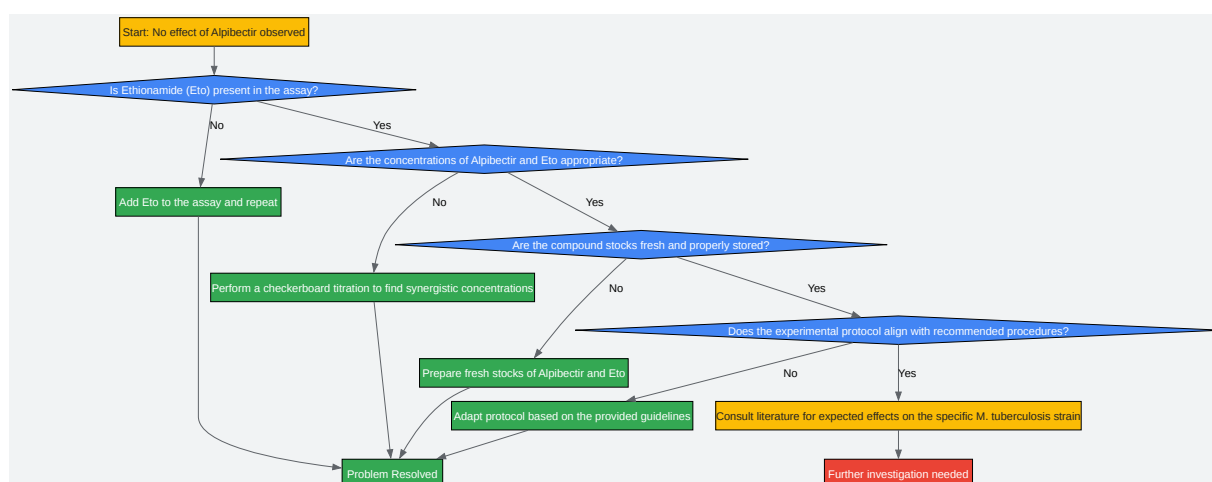 Start: No effect of Alpibectir observed
Is Ethionamide (Eto) present in the assay?
No
Yes
Are the concentrations of Alpibectir and Eto appropriate?
Add Eto to the assay and repeat
No
Yes
Are the compound stocks fresh and properly stored?
Perform a checkerboard titration to find synergistic concentrations
No
Yes
Does the experimental protocol align with recommended procedures?
Prepare fresh stocks of Alpibectir and Eto
No
Yes
Adapt protocol based on the provided guidelines
Consult literature for expected effects on the specific M. tuberculosis strain
Problem Resolved
Further investigation needed